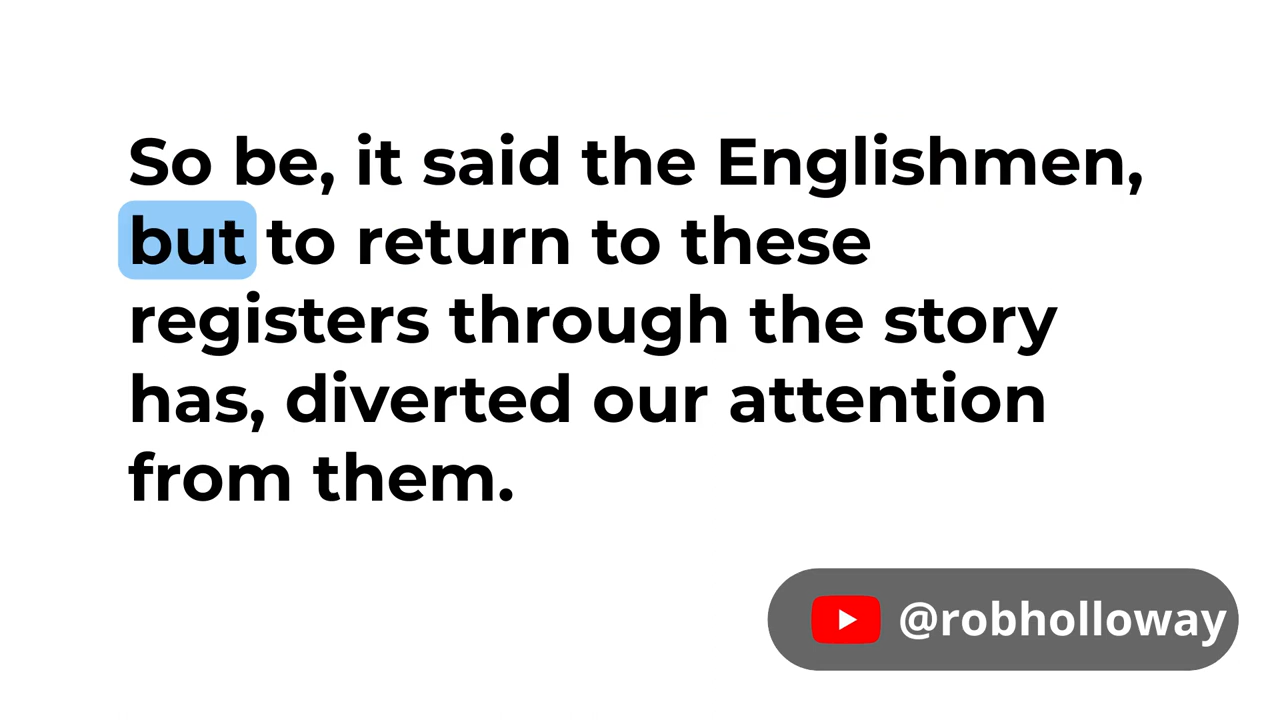 So be, it said the Englishmen,
but to return to these
registers through the story
has, diverted our attention
from them.
@robholloway